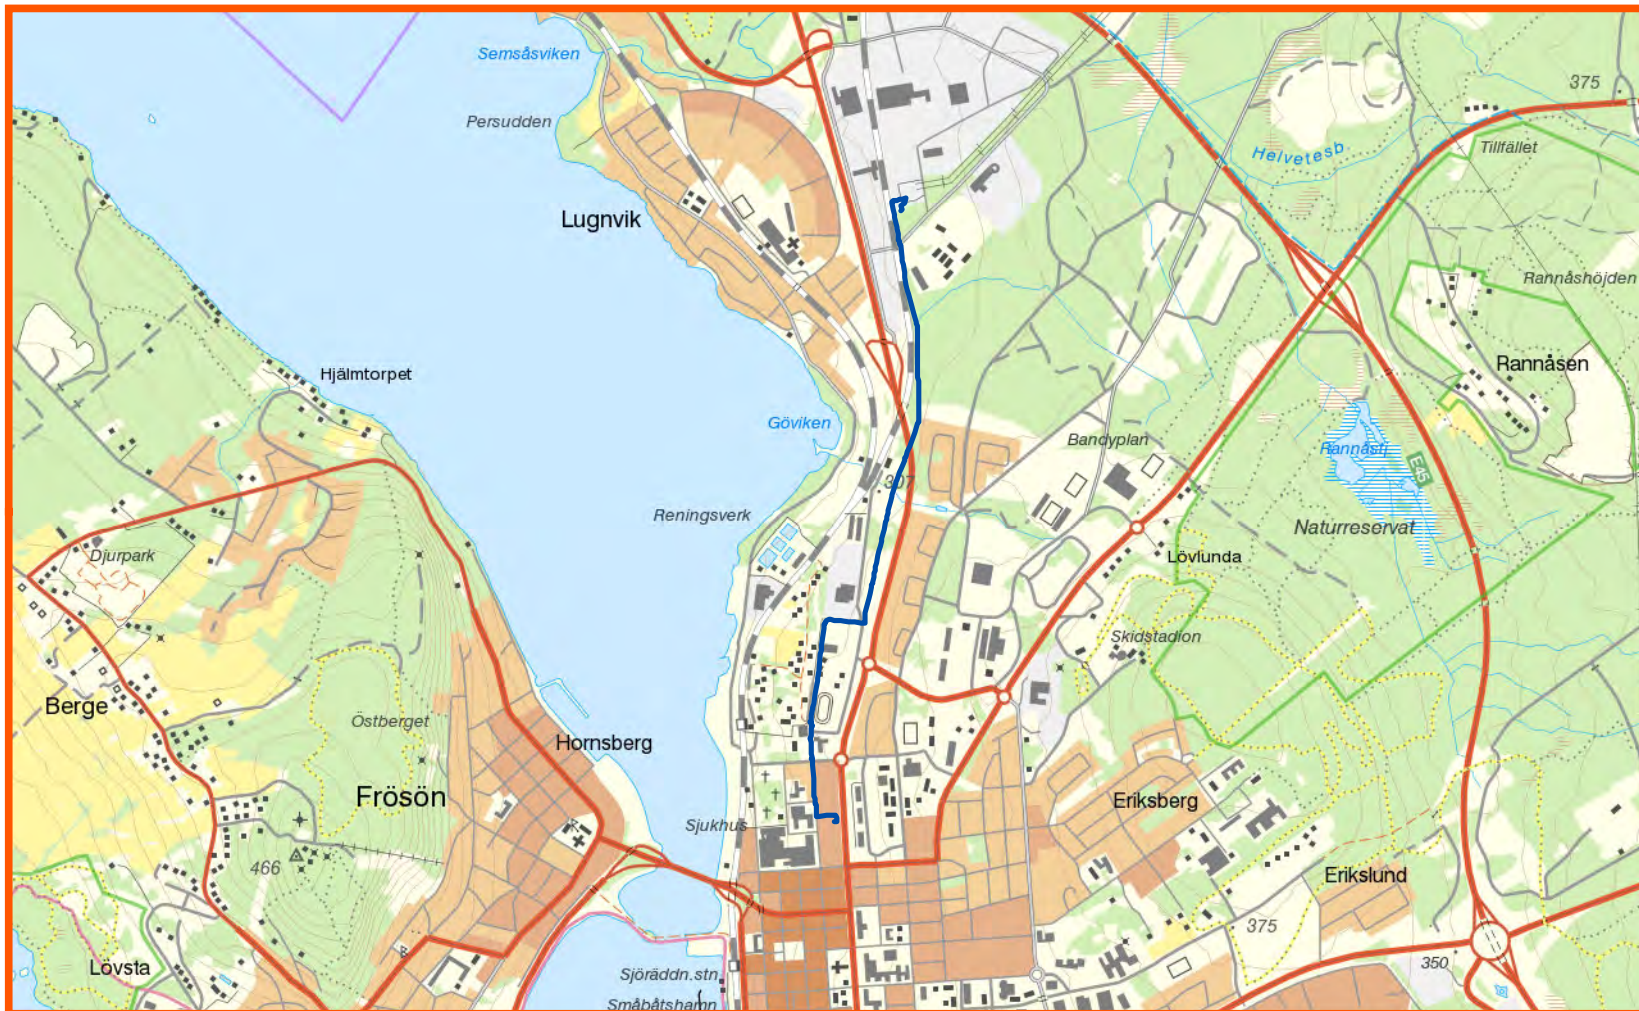 Semsåsviken
375
Persudden
Helvetesb.
Tillfället
Lugnvik
Rannåshöjden
Rannåsen
Hjälmtorpet
Göviken
Bandyplan
Rannåstj
E45
307
Reningsverk
Naturreservat
Djurpark
Lövlunda
Skidstadion
Berge
Östberget
Hornsberg
Frösön
Eriksberg
Sjukhus
466
Erikslund
375
Lövsta
350
Sjöräddn.stn
Småbåtshamn